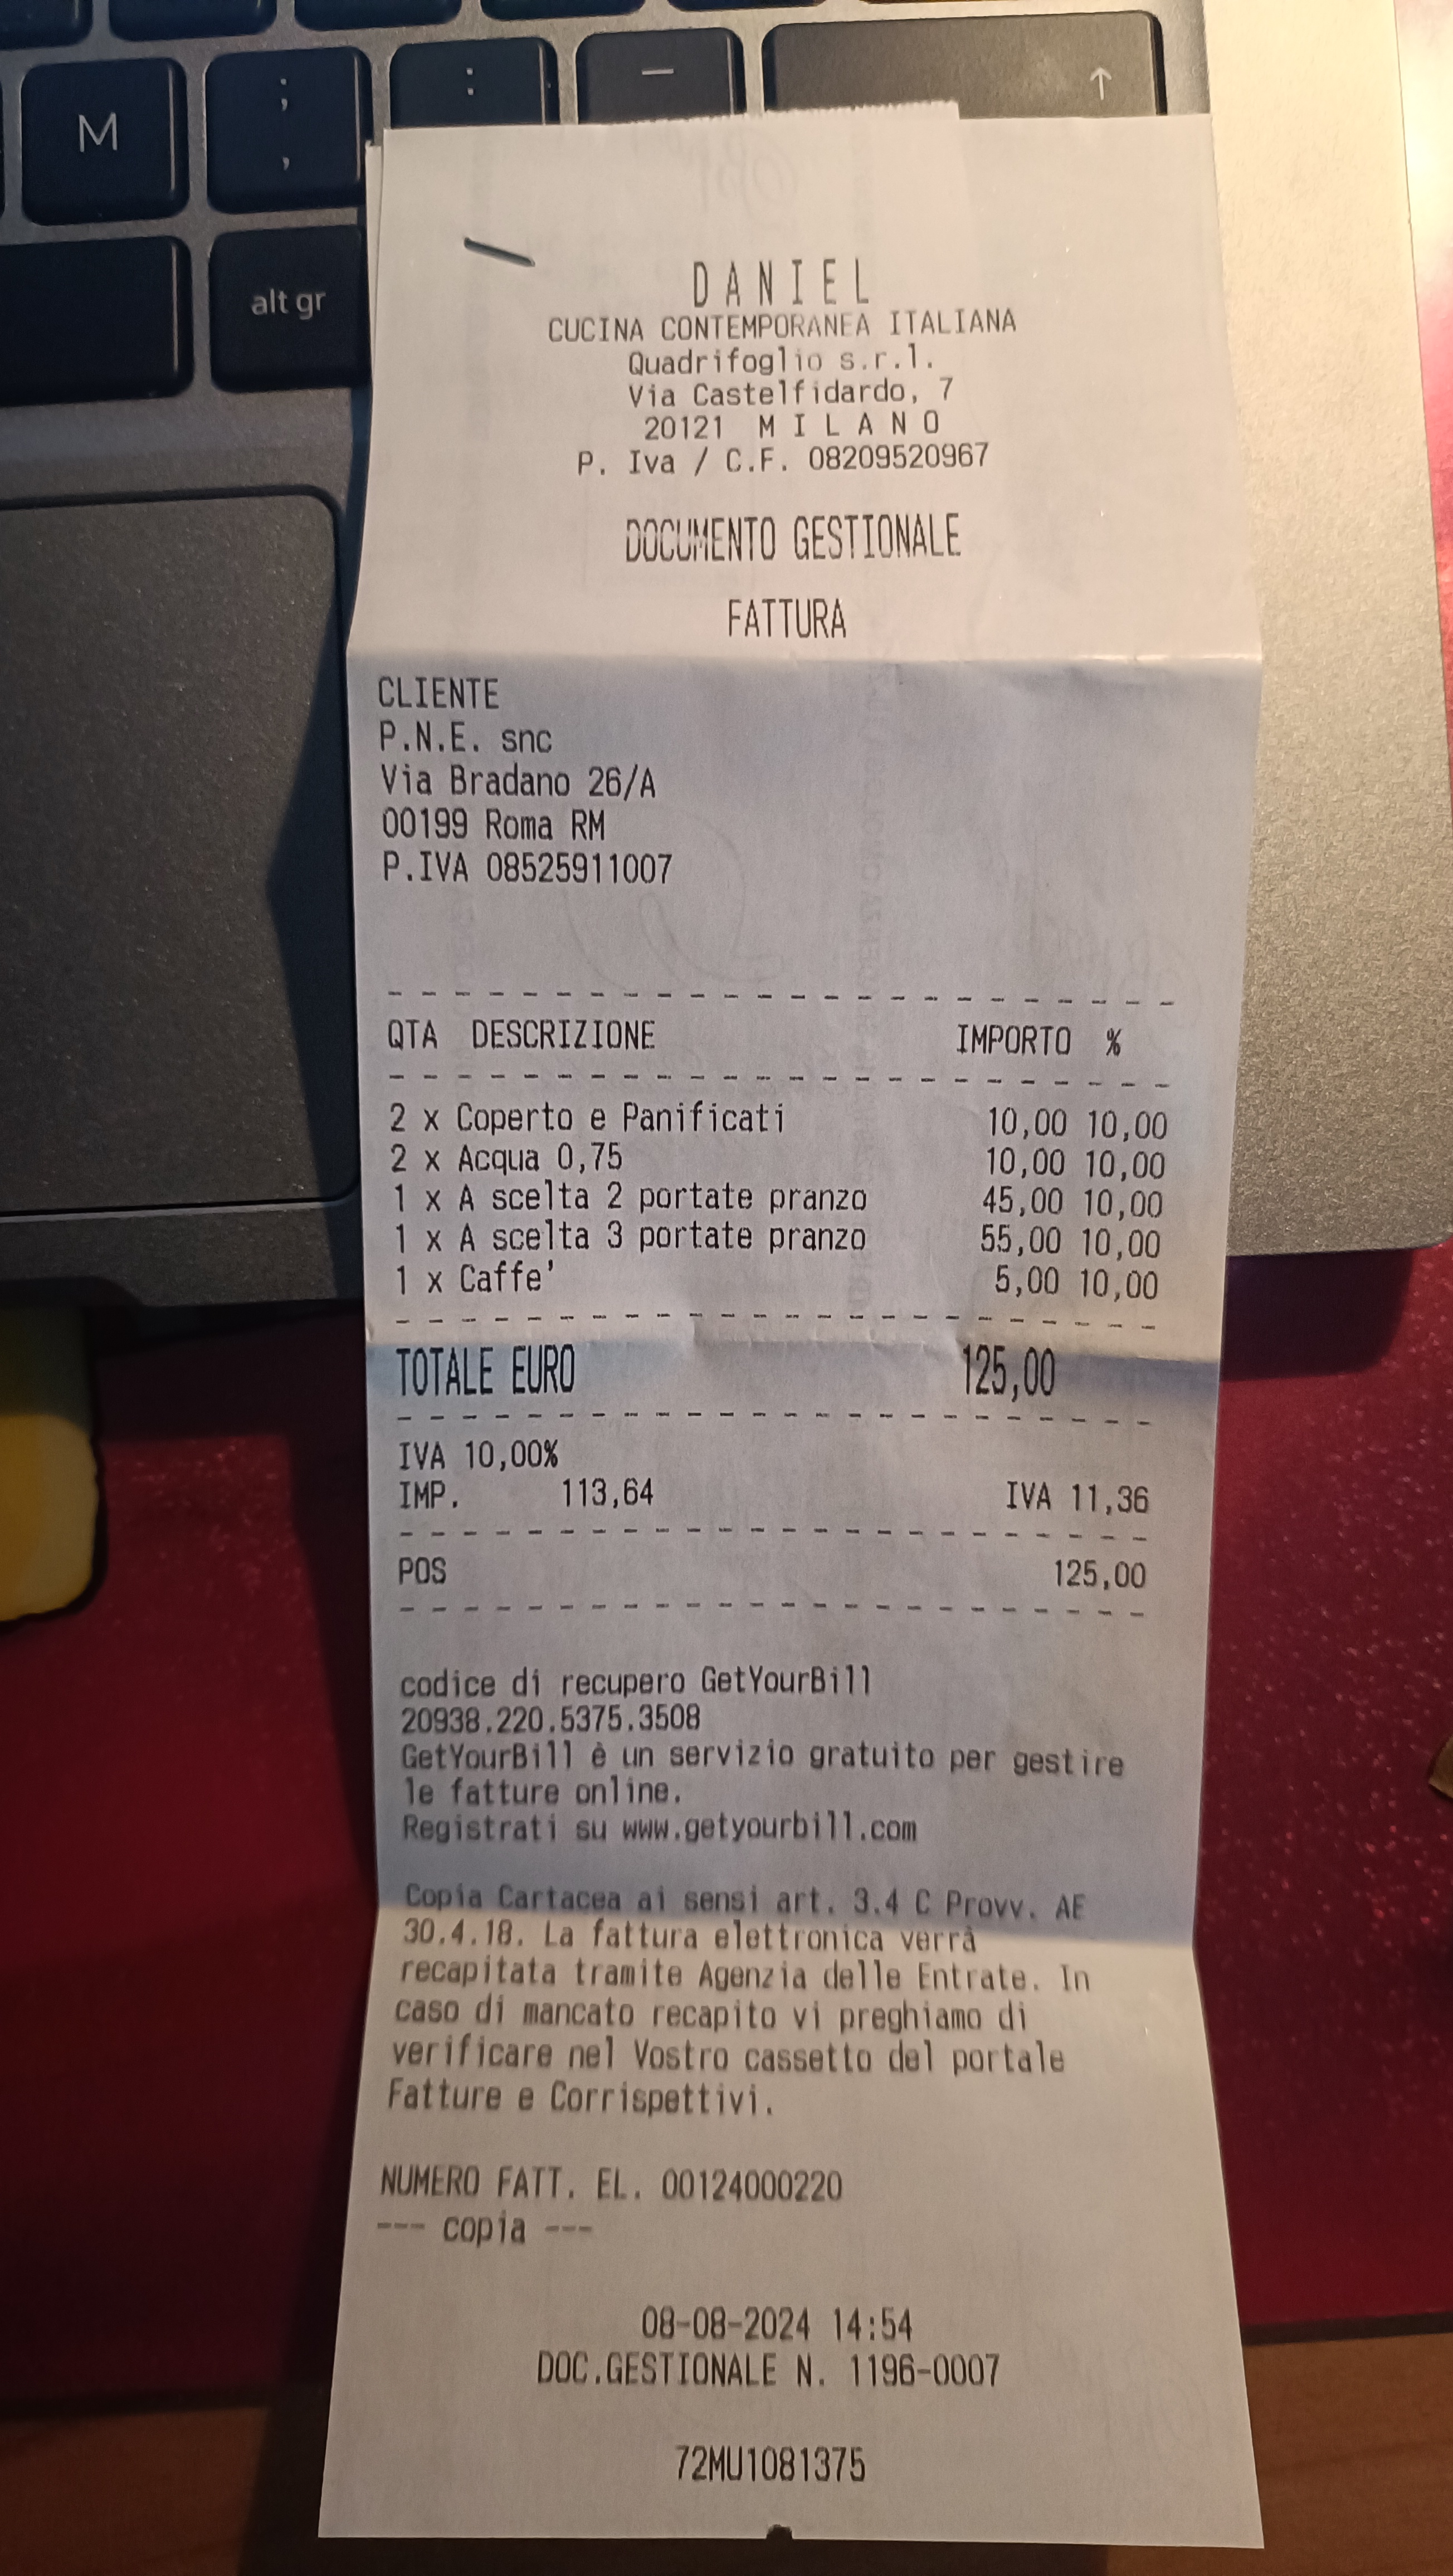 M
;
,
:
—
↑
alt gr
DANIEL
CUCINA CONTEMPORANEA ITALIANA
Quadrifoglio s.r.l.
Via Castelfidardo, 7
20121 MILANO
P. Iva / C.F. 08209520967
DOCUMENTO GESTIONALE
FATTURA
CLIENTE
P.N.E. snc
Via Bradano 26/A
00199 Roma RM
P.IVA 08525911007
QTA DESCRIZIONE IMPORTO %
2 x Coperto e Panificati 10,00 10,00
2 x Acqua 0,75 10,00 10,00
1 x A scelta 2 portate pranzo 45,00 10,00
1 x A scelta 3 portate pranzo 55,00 10,00
1 x Caffe' 5,00 10,00
TOTALE EURO 125,00
IVA 10,00%
IMP. 113,64 IVA 11,36
POS 125,00
codice di recupero GetYourBill
20938.220.5375.3508
GetYourBill è un servizio gratuito per gestire
le fatture online.
Registrati su www.getyourbill.com
Copia Cartacea ai sensi art. 3.4 C Provv. AE
30.4.18. La fattura elettronica verrà
recapitata tramite Agenzia delle Entrate. In
caso di mancato recapito vi preghiamo di
verificare nel Vostro cassetto del portale
Fatture e Corrispettivi.
NUMERO FATT. EL. 00124000220
--- copia ---
08-08-2024 14:54
DOC.GESTIONALE N. 1196-0007
72MU1081375